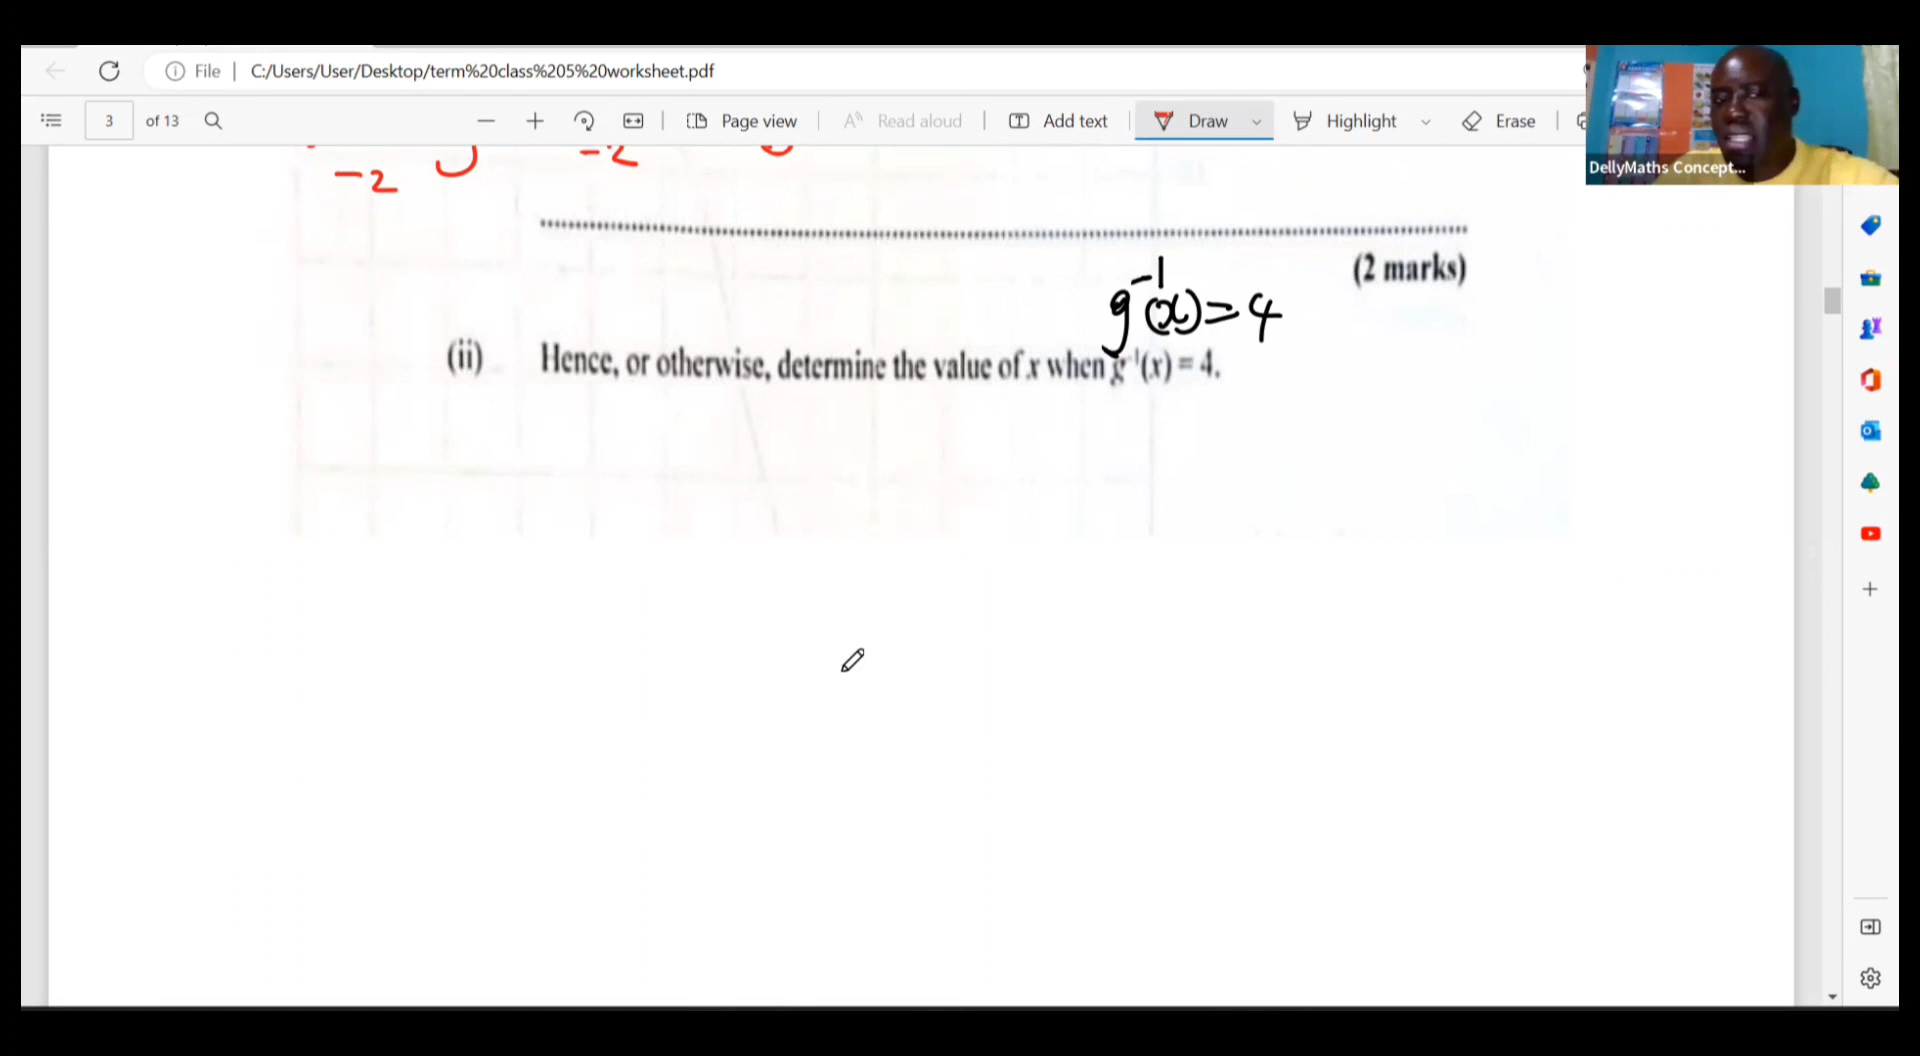 File | C:/Users/User/Desktop/term%20class%205%20worksheet.pdf
3 of 13 Page view Read aloud Add text Draw Highlight Erase
DellyMaths Concept...
-2 -2
(2 marks)
g⁻¹(x) = 4
(ii) Hence, or otherwise, determine the value of x when g⁻¹(x) = 4.